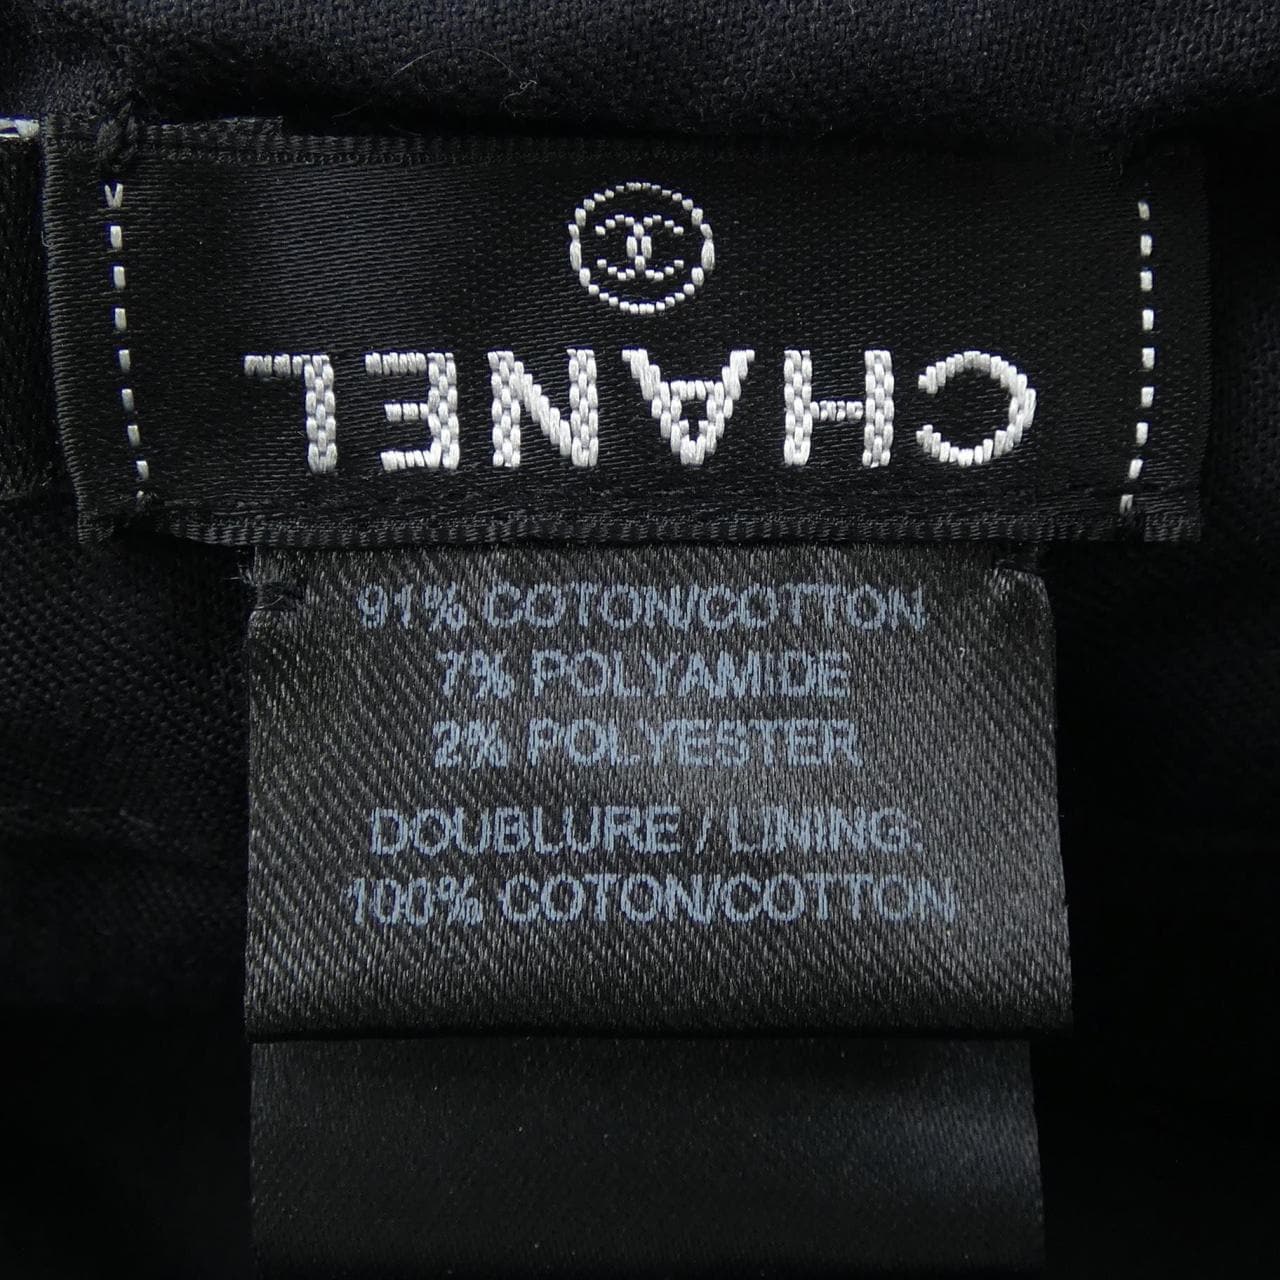 CHANEL
91% COTON/COTTON
7% POLYAMIDE
2% POLYESTER
DOUBLURE / LINING:
100% COTON/COTTON